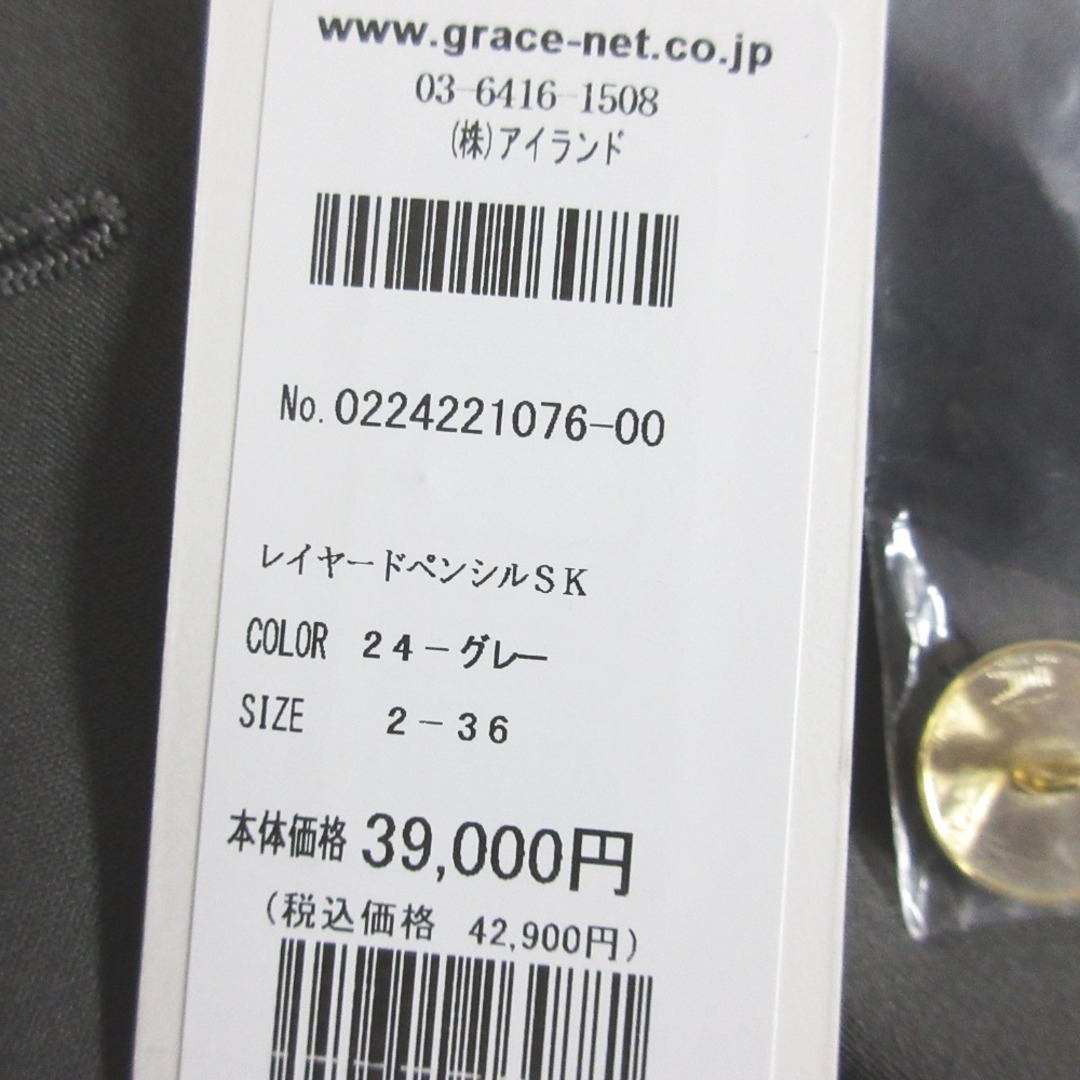 www.grace-net.co.jp
03-6416-1508
(株)アイランド
No.0224221076-00
レイヤードペンシルSK
COLOR 24-グレー
SIZE 2-36
本体価格 39,000円
(税込価格 42,900円)